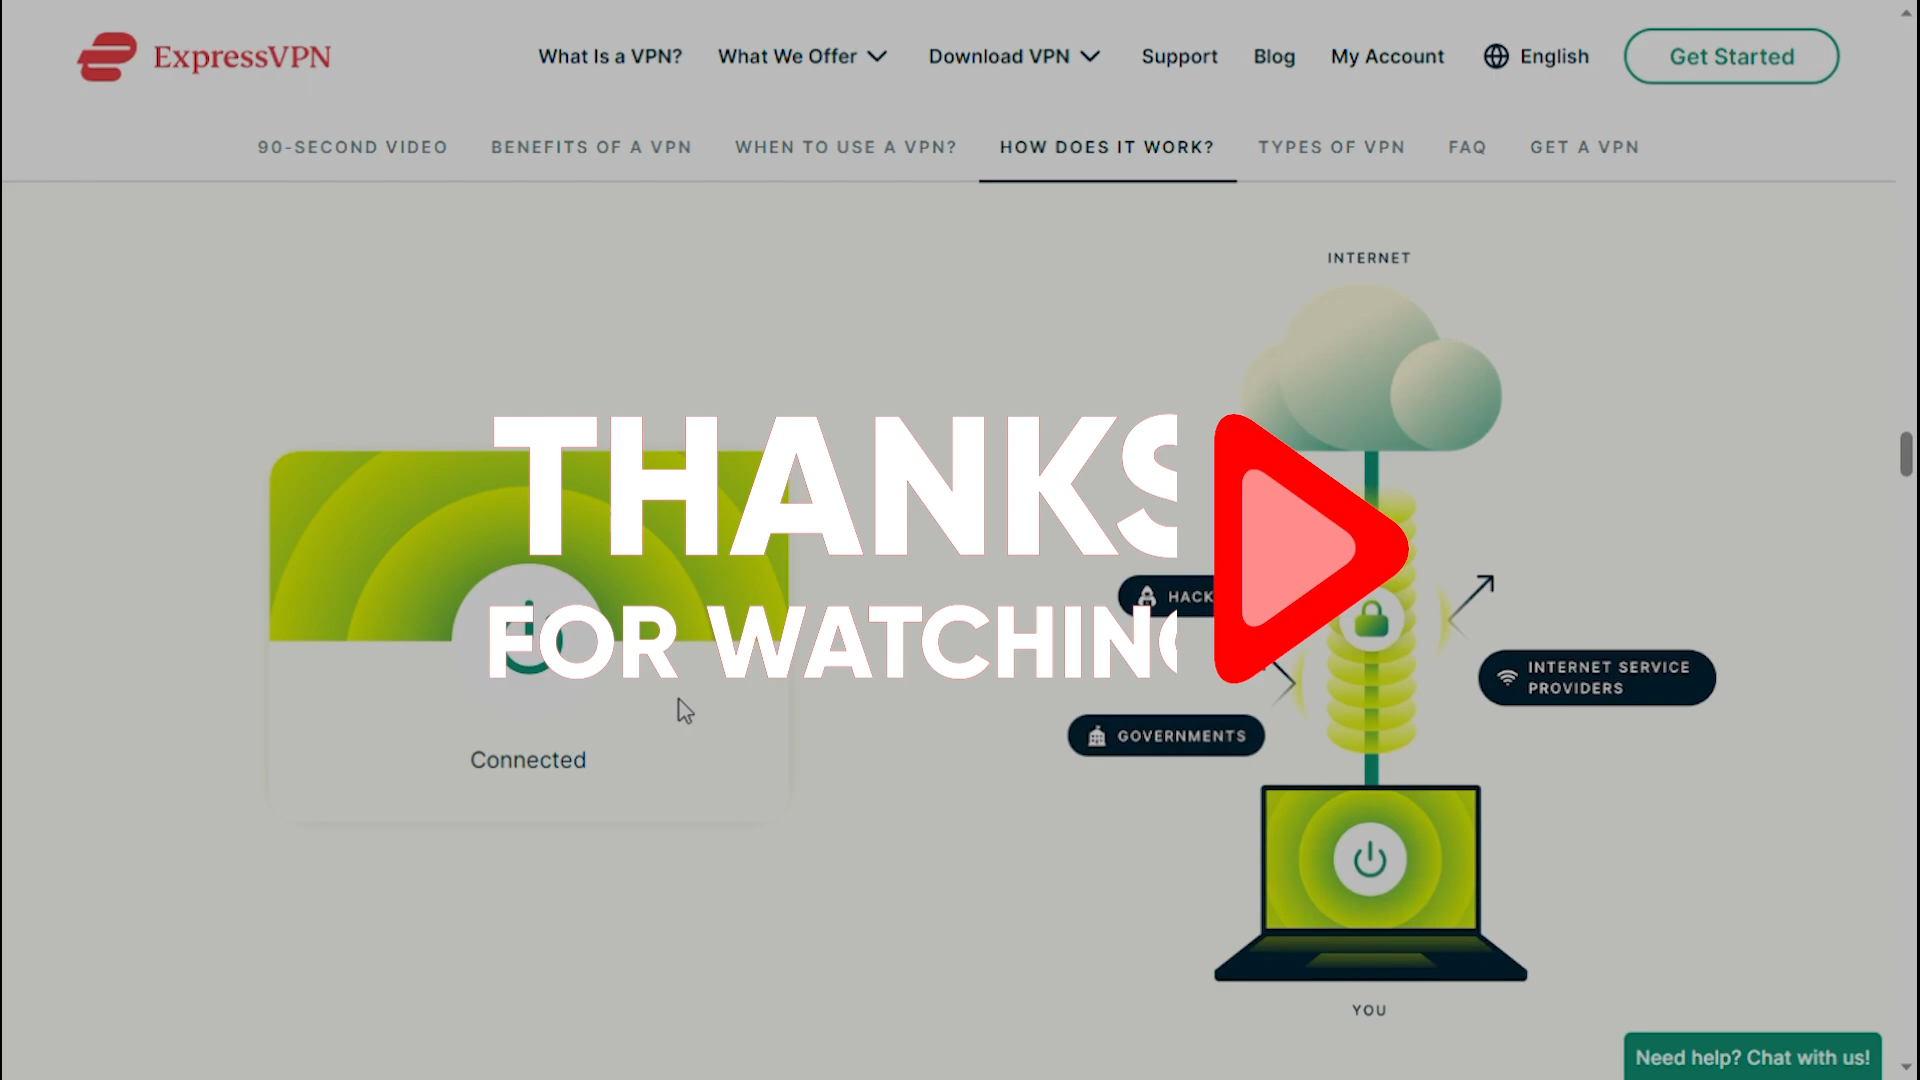 ExpressVPN
What Is a VPN? What We Offer Download VPN Support Blog My Account English Get Started
90-SECOND VIDEO BENEFITS OF A VPN WHEN TO USE A VPN? HOW DOES IT WORK? TYPES OF VPN FAQ GET A VPN
INTERNET
THANKS
HACK
FOR WATCHING
INTERNET SERVICE
PROVIDERS
GOVERNMENTS
Connected
YOU
Need help? Chat with us!